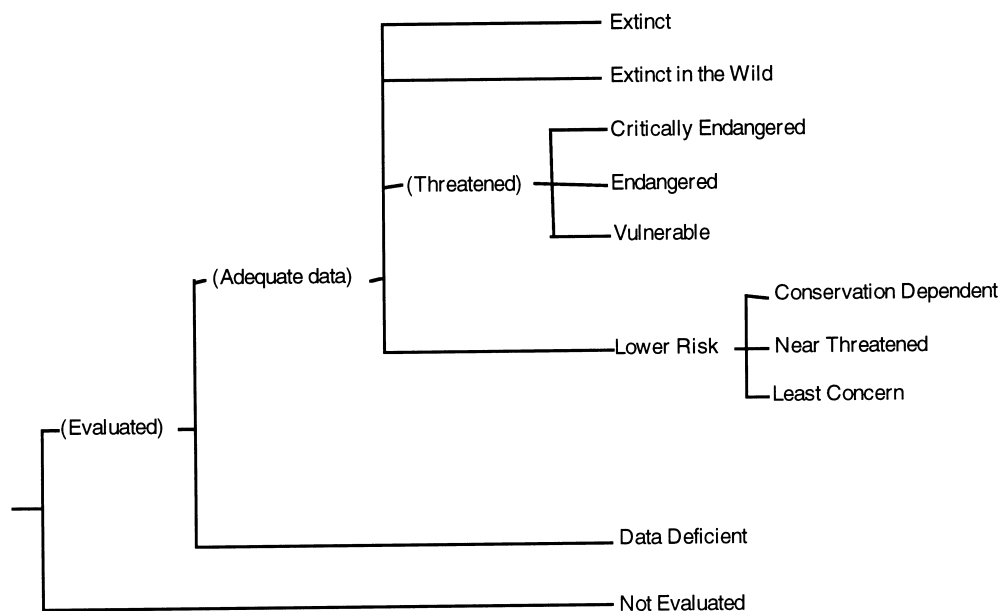 Extinct
Extinct in the Wild
Critically Endangered
(Threatened)
Endangered
Vulnerable
(Adequate data)
Conservation Dependent
Lower Risk
Near Threatened
Least Concern
(Evaluated)
Data Deficient
Not Evaluated